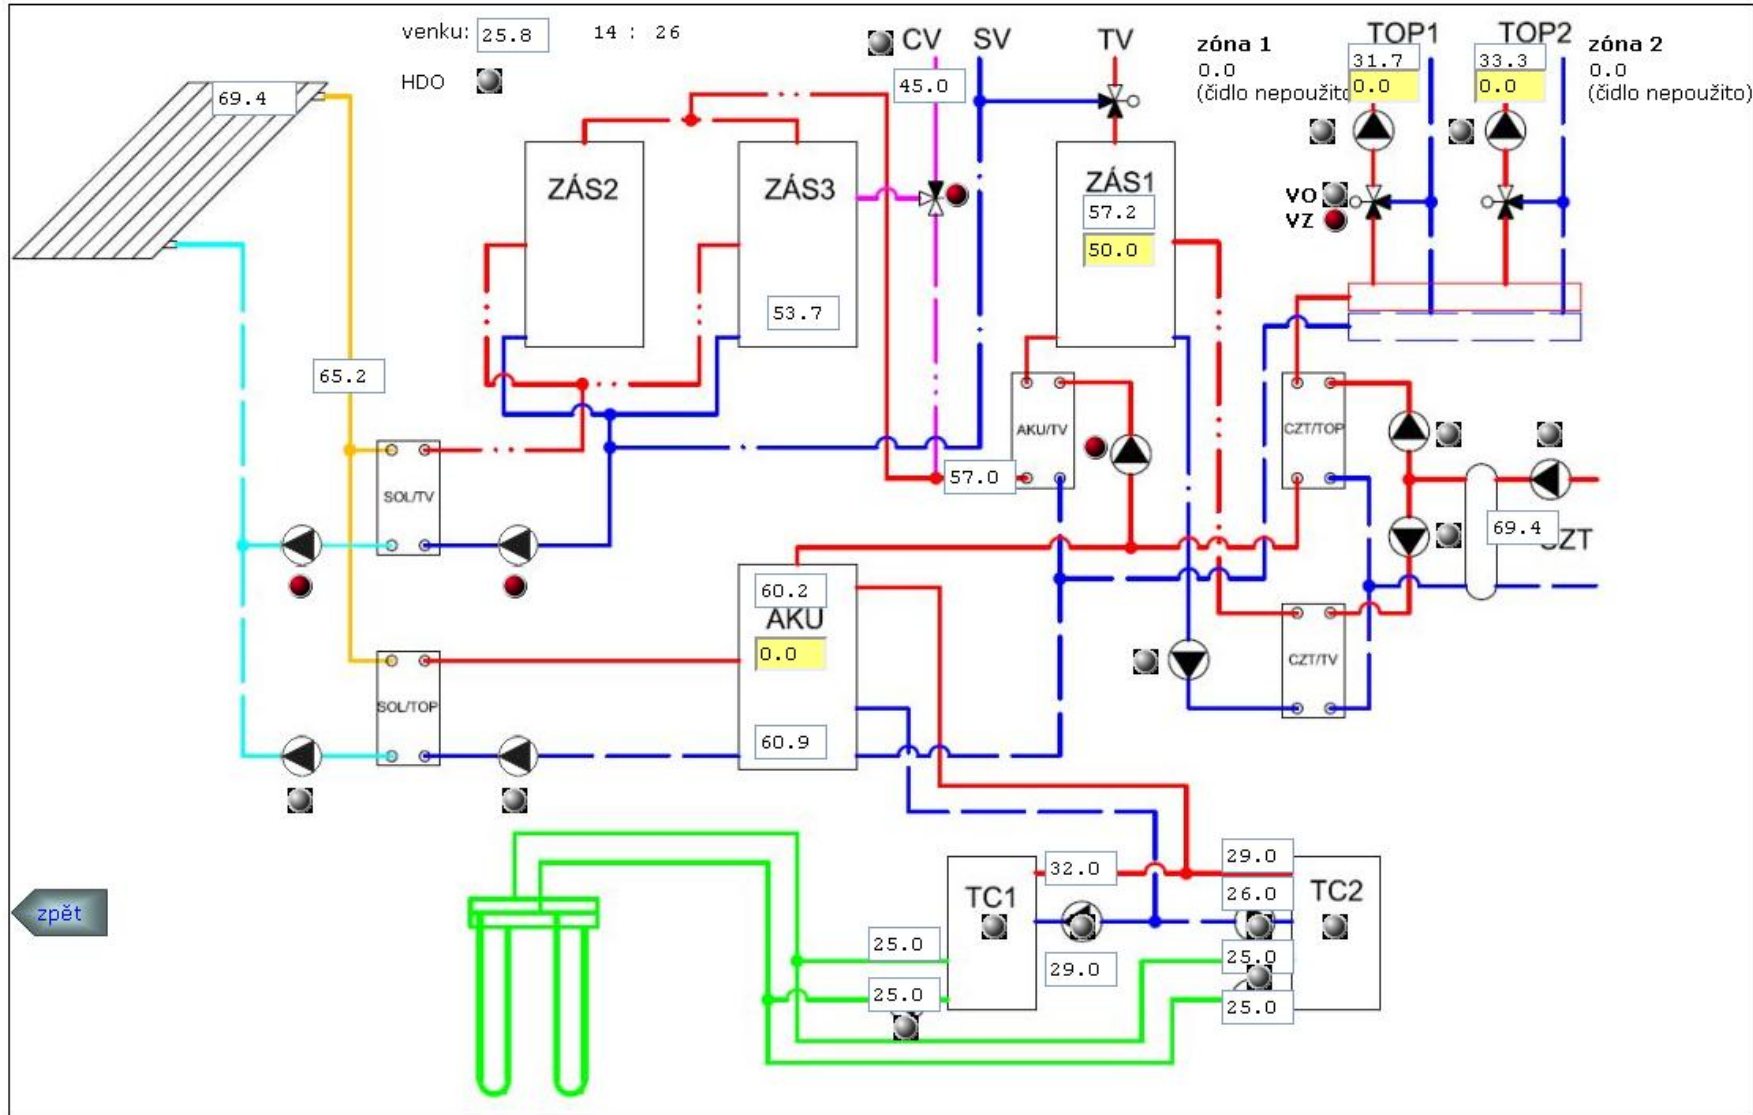 venku: 25.8 14 : 26
HDO
CV SV TV
zóna 1
0.0
(čidlo nepoužito
TOP1
31.7
0.0
TOP2
33.3
0.0
zóna 2
0.0
(čidlo nepoužito)
69.4
45.0
ZÁS2
ZÁS3
53.7
ZÁS1
57.2
50.0
VO
VZ
65.2
AKU/TV
CZT/TOP
57.0
SOL/TV
69.4
CZT
60.2
AKU
0.0
60.9
CZT/TV
SOL/TOP
zpět
TC1
32.0
29.0
26.0
TC2
25.0
29.0
25.0
25.0
25.0